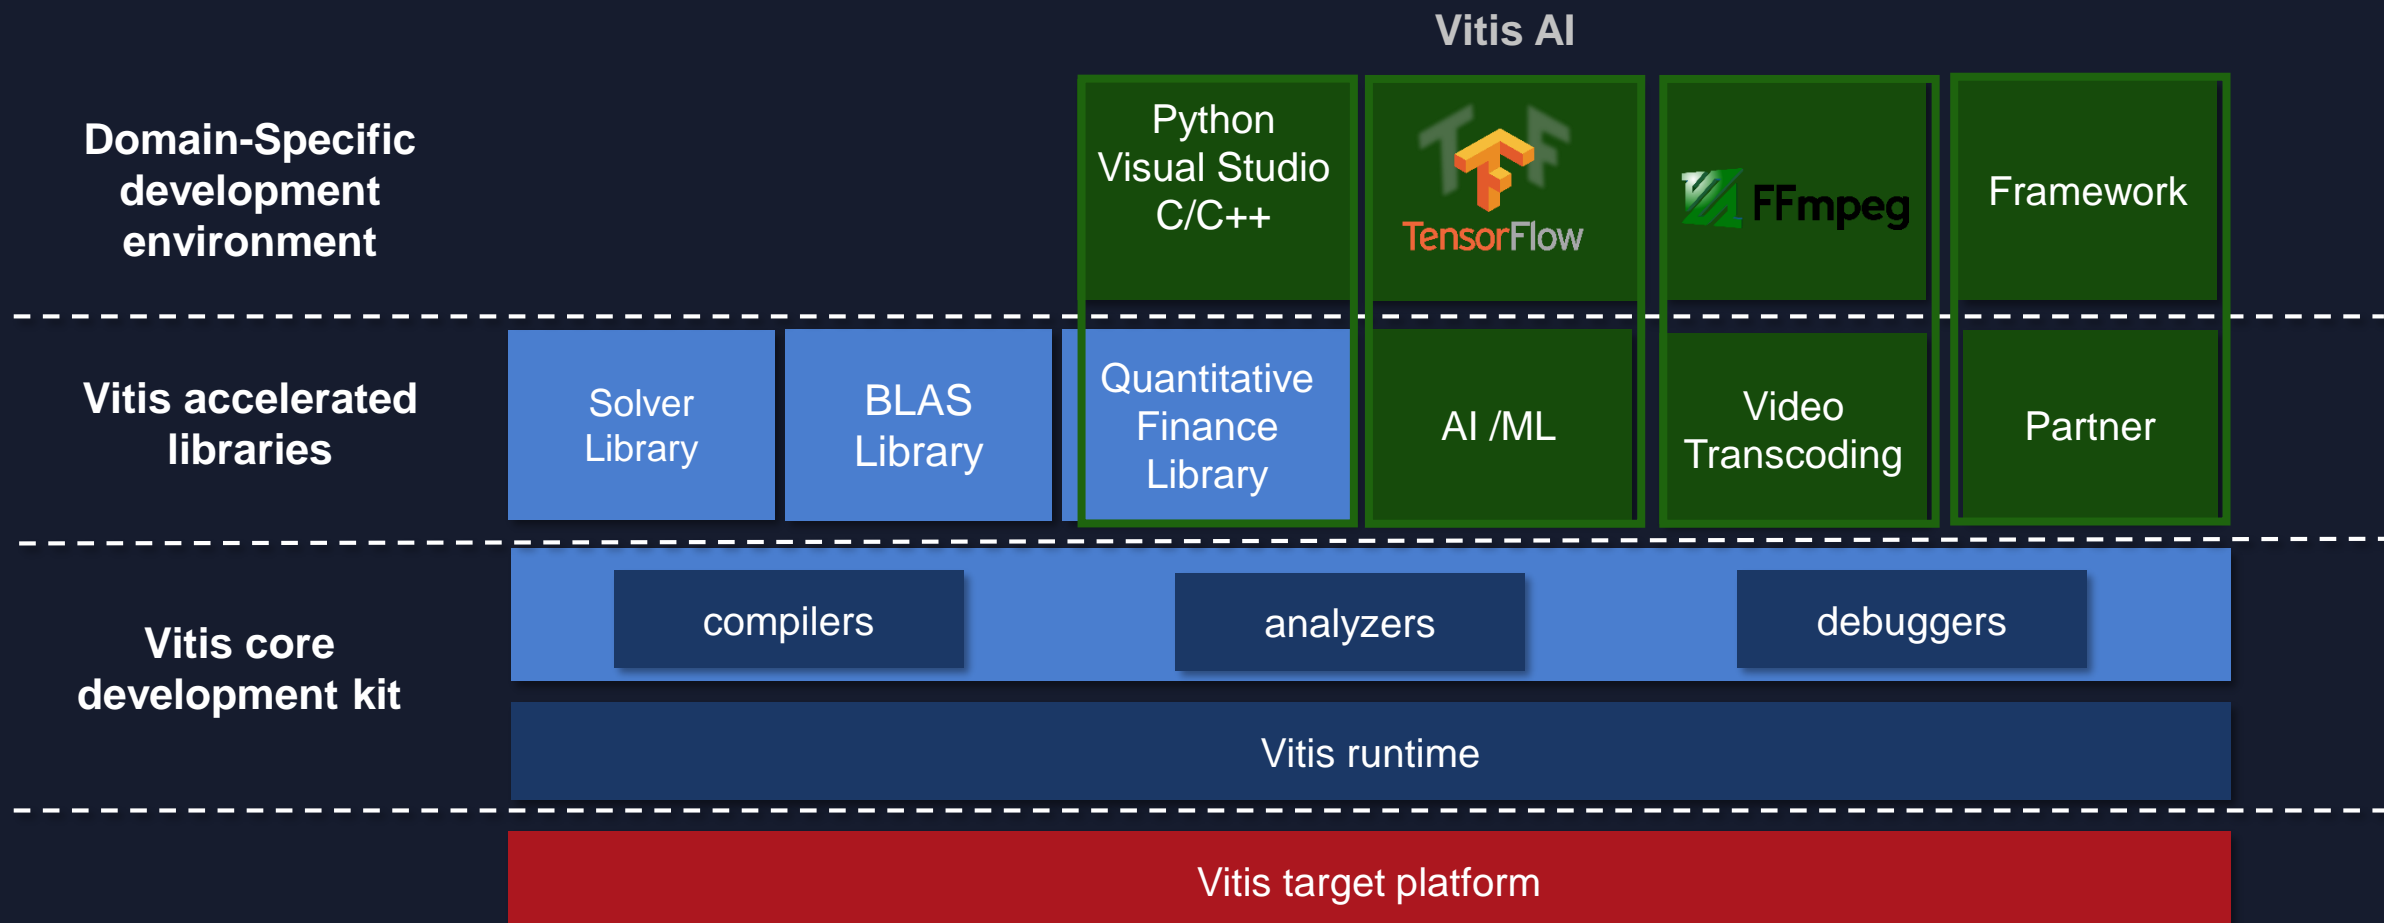 Vitis AI
Domain-Specific
development
environment
Python
Visual Studio
C/C++
TensorFlow
FFmpeg
Framework
Vitis accelerated
libraries
Solver
Library
BLAS
Library
Quantitative
Finance
Library
AI /ML
Video
Transcoding
Partner
Vitis core
development kit
compilers
analyzers
debuggers
Vitis runtime
Vitis target platform